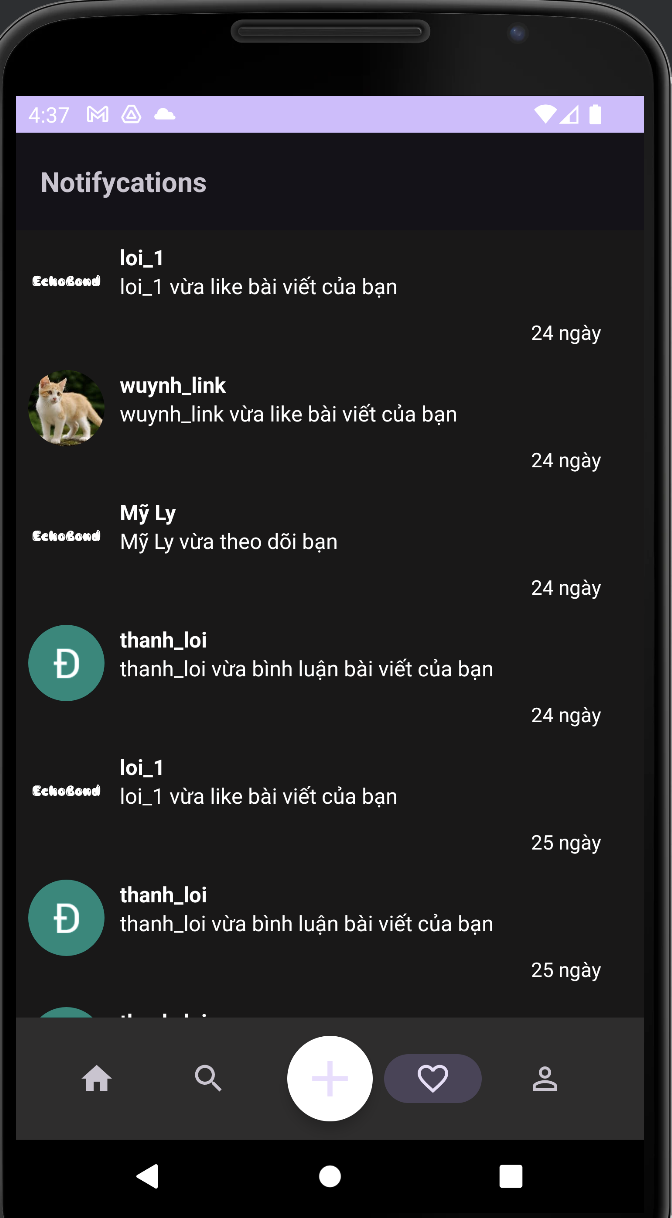 4:37
Notifycations
loi_1
EchoBond
loi_1 vừa like bài viết của bạn
24 ngày
wuynh_link
wuynh_link vừa like bài viết của bạn
24 ngày
Mỹ Ly
EchoBond
Mỹ Ly vừa theo dõi bạn
24 ngày
thanh_loi
Đ
thanh_loi vừa bình luận bài viết của bạn
24 ngày
loi_1
EchoBond
loi_1 vừa like bài viết của bạn
25 ngày
thanh_loi
Đ
thanh_loi vừa bình luận bài viết của bạn
25 ngày